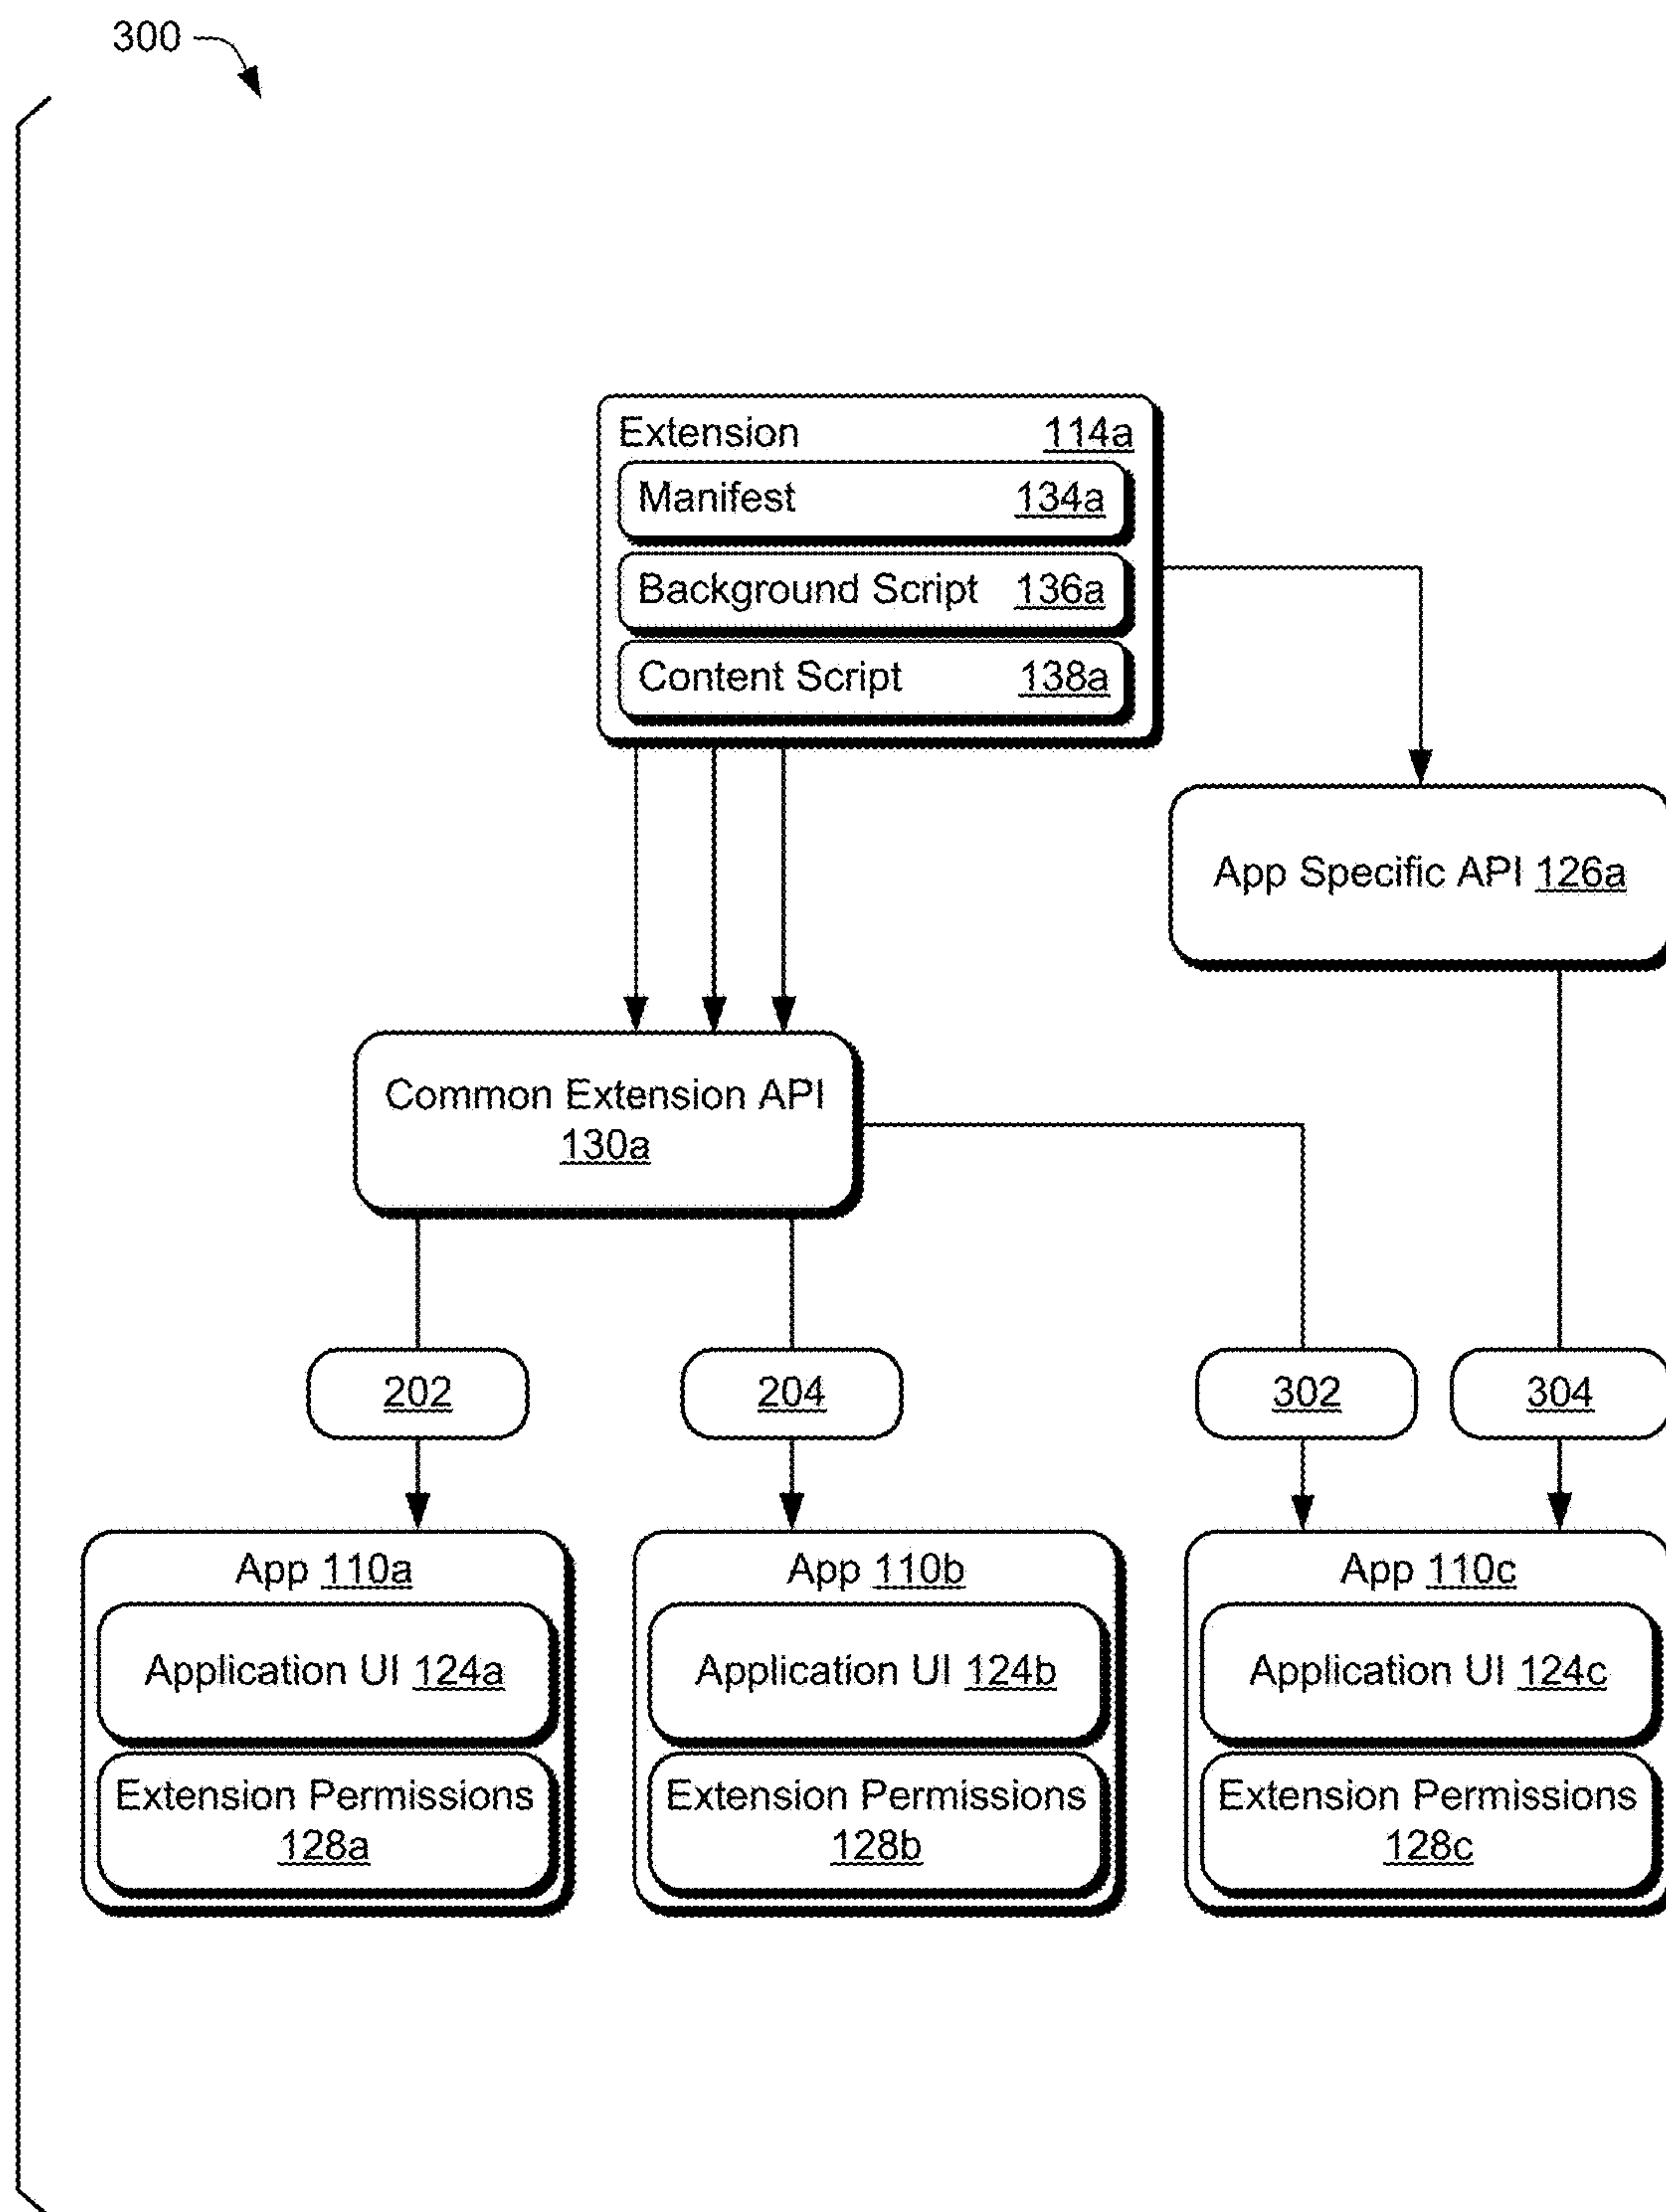 300
Extension 114a
Manifest 134a
Background Script 136a
Content Script 138a
App Specific API 126a
Common Extension API
130a
202
204
302
304
App 110a
Application UI 124a
Extension Permissions
128a
App 110b
Application UI 124b
Extension Permissions
128b
App 110c
Application UI 124c
Extension Permissions
128c